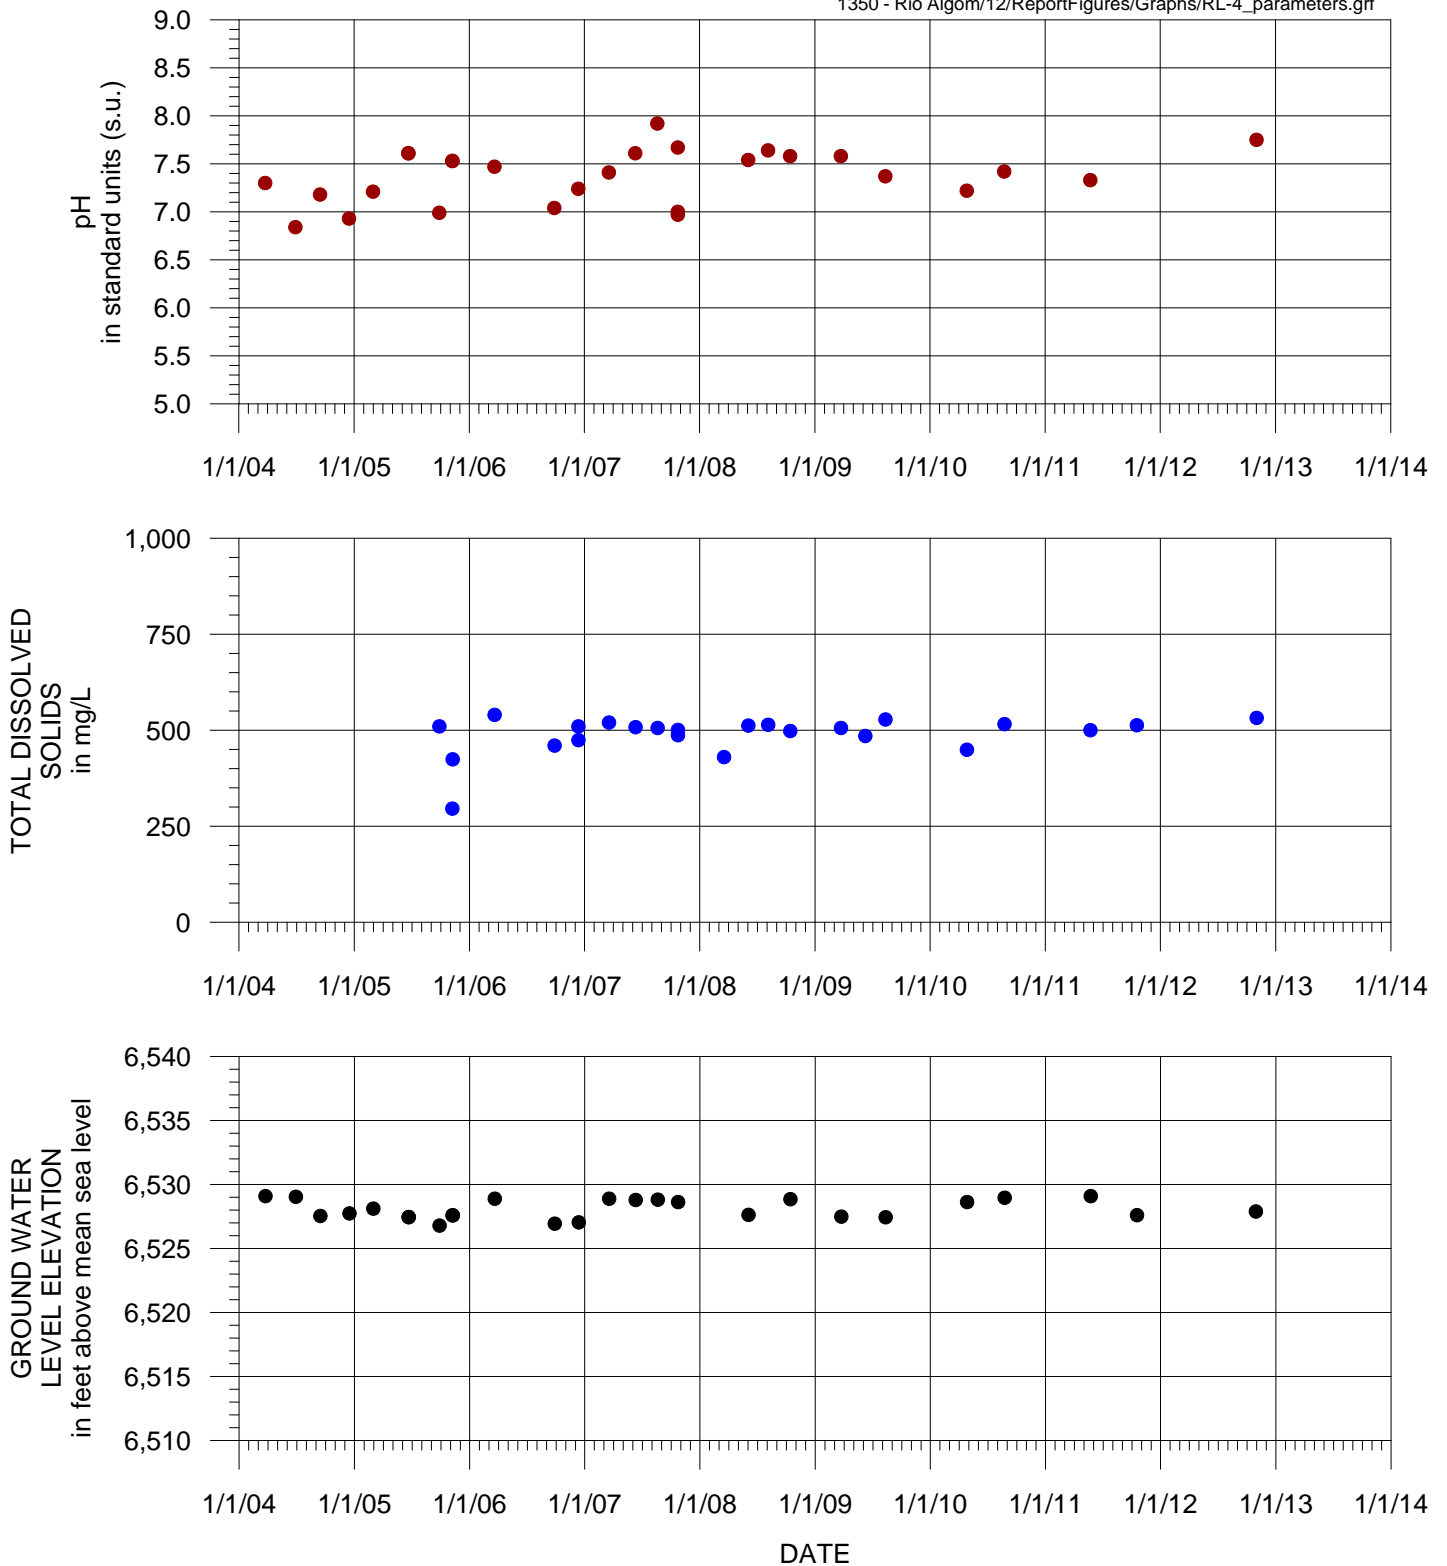 1350 - Rio Algom/12/ReportFigures/Graphs/RL-4_parameters.grf
pH
in standard units (s.u.)
9.0
8.5
8.0
7.5
7.0
6.5
6.0
5.5
5.0
1/1/04 1/1/05 1/1/06 1/1/07 1/1/08 1/1/09 1/1/10 1/1/11 1/1/12 1/1/13 1/1/14
TOTAL DISSOLVED
SOLIDS
in mg/L
1,000
750
500
250
0
1/1/04 1/1/05 1/1/06 1/1/07 1/1/08 1/1/09 1/1/10 1/1/11 1/1/12 1/1/13 1/1/14
GROUND WATER
LEVEL ELEVATION
in feet above mean sea level
6,540
6,535
6,530
6,525
6,520
6,515
6,510
1/1/04 1/1/05 1/1/06 1/1/07 1/1/08 1/1/09 1/1/10 1/1/11 1/1/12 1/1/13 1/1/14
DATE